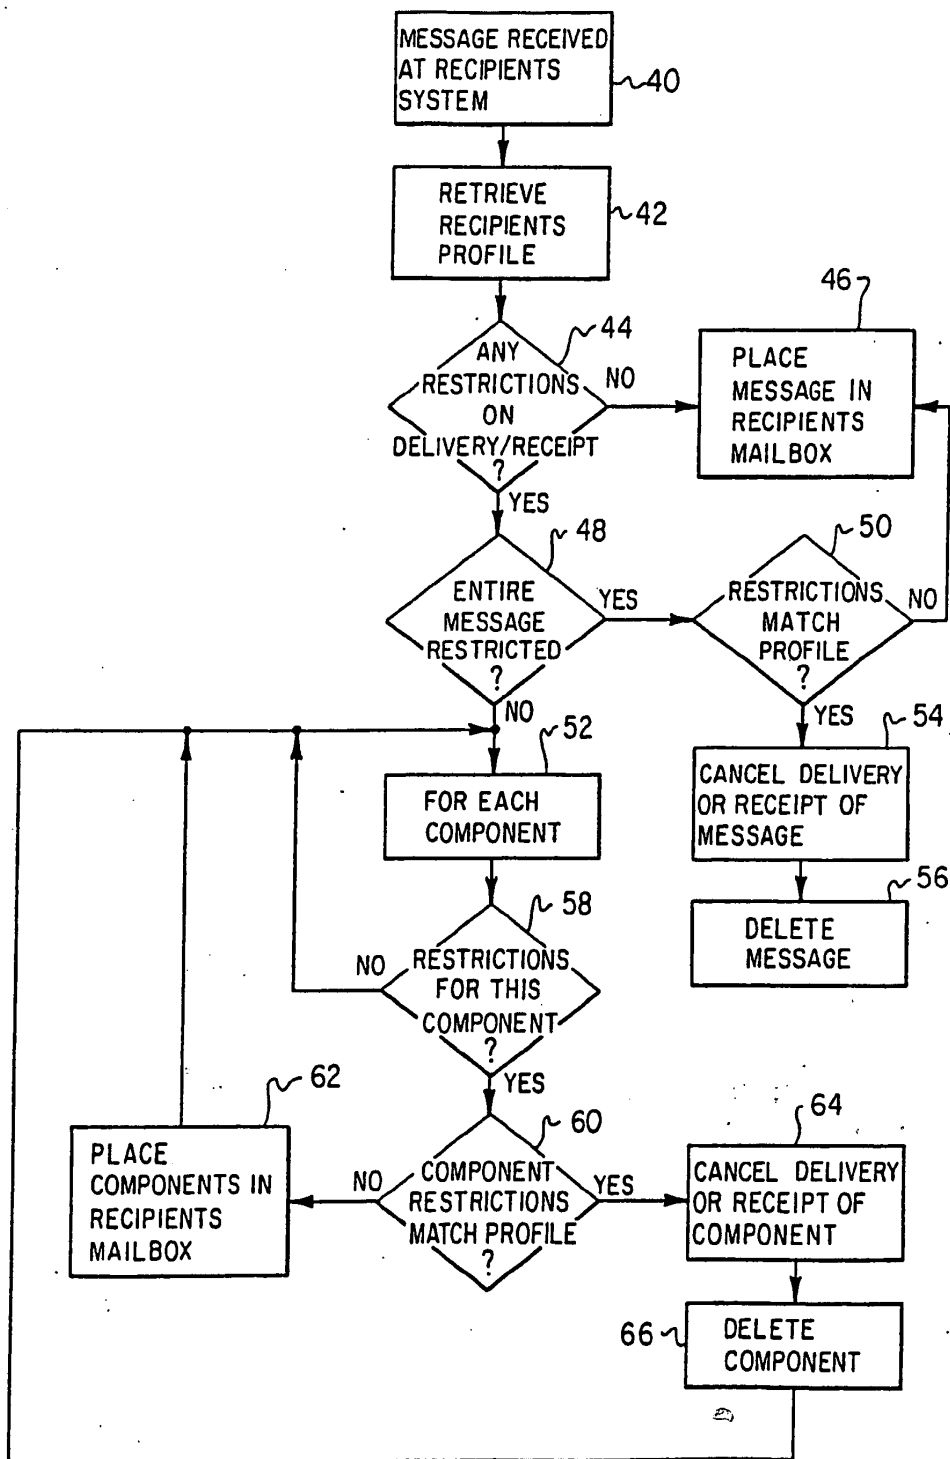 MESSAGE RECEIVED
AT RECIPIENTS
SYSTEM
40
RETRIEVE
RECIPIENTS
PROFILE
42
44
ANY
RESTRICTIONS
ON
DELIVERY/RECEIPT
?
NO
YES
46
PLACE
MESSAGE IN
RECIPIENTS
MAILBOX
48
ENTIRE
MESSAGE
RESTRICTED
?
YES
NO
50
RESTRICTIONS
MATCH
PROFILE
?
NO
YES
52
FOR EACH
COMPONENT
54
CANCEL DELIVERY
OR RECEIPT OF
MESSAGE
56
DELETE
MESSAGE
58
RESTRICTIONS
FOR THIS
COMPONENT
?
NO
YES
60
COMPONENT
RESTRICTIONS
MATCH PROFILE
?
NO
YES
62
PLACE
COMPONENTS IN
RECIPIENTS
MAILBOX
64
CANCEL DELIVERY
OR RECEIPT OF
COMPONENT
66
DELETE
COMPONENT